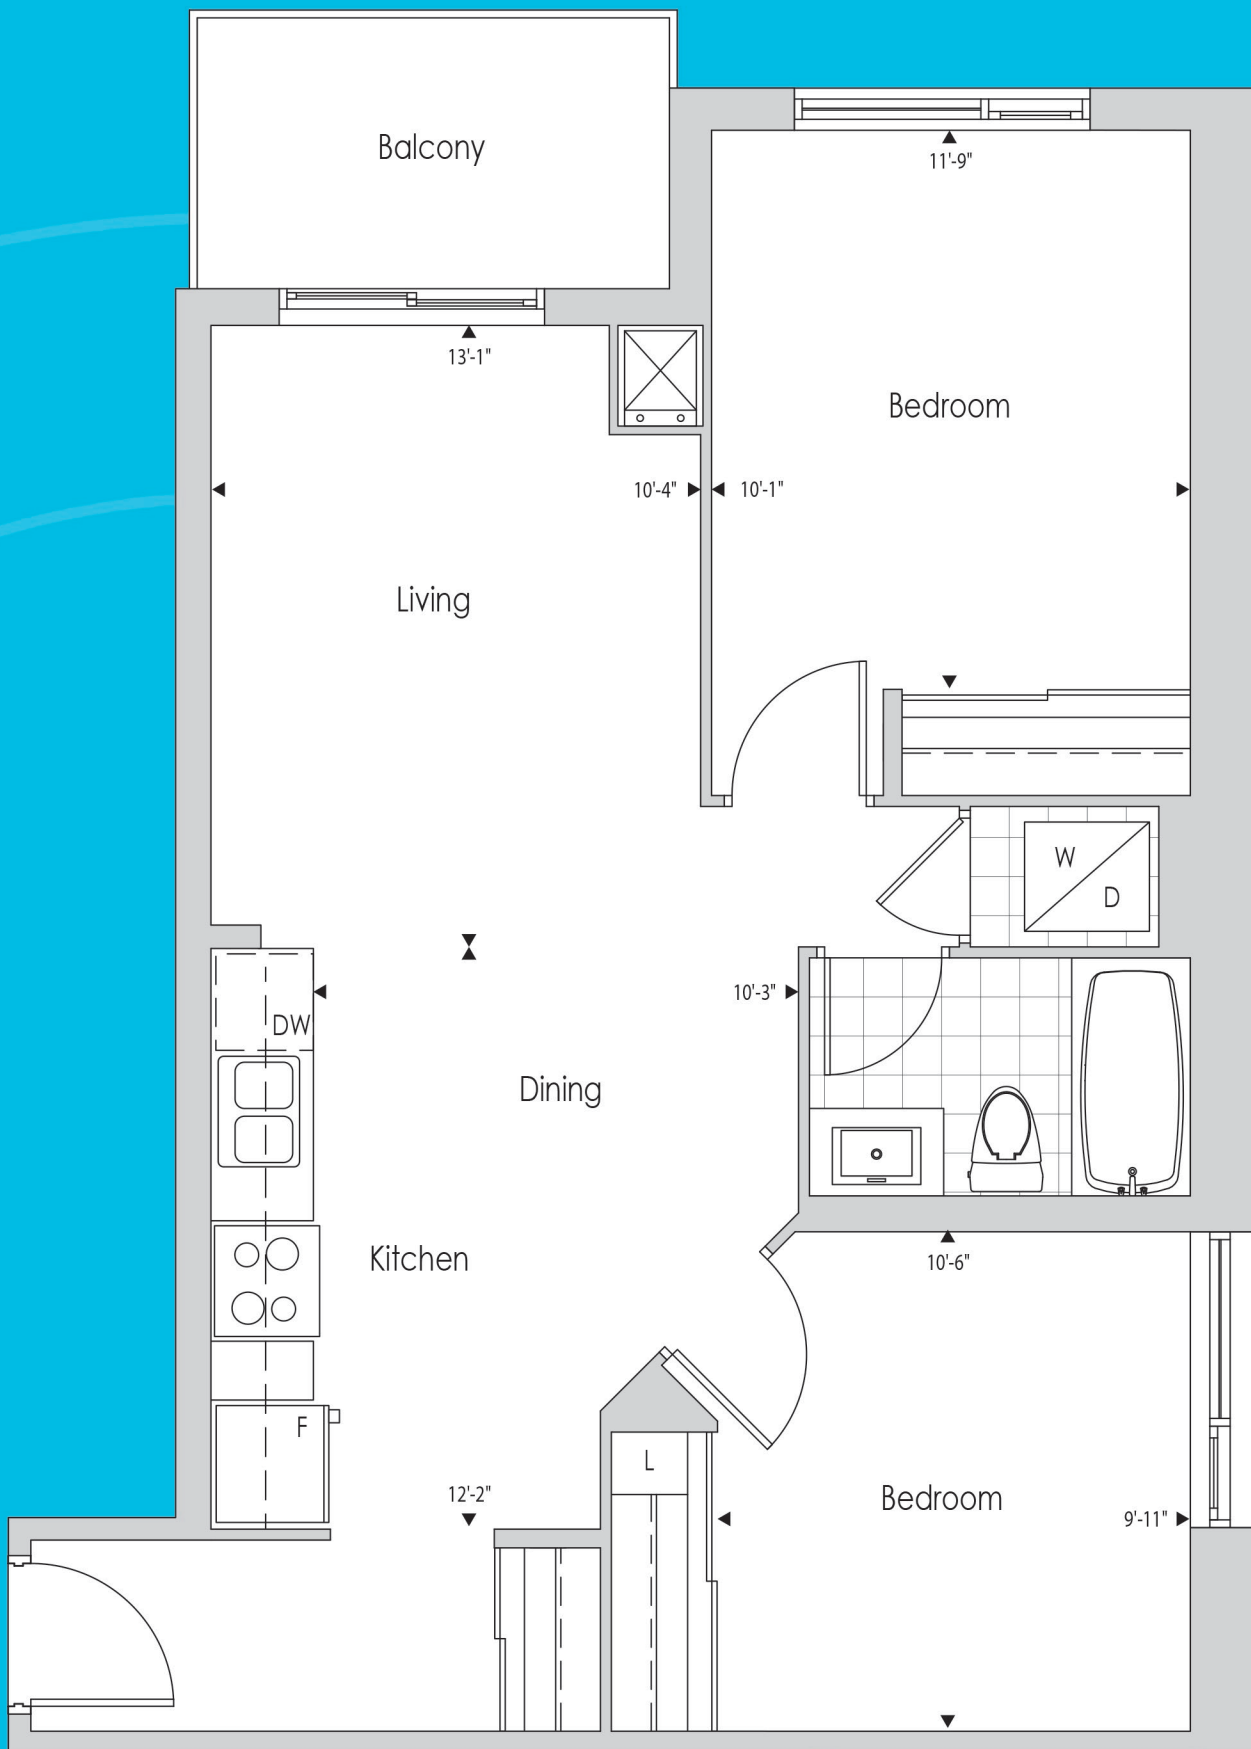 Balcony
11'-9"
13'-1"
Bedroom
10'-4"
10'-1"
Living
W
D
10'-3"
DW
Dining
Kitchen
10'-6"
F
L
12'-2"
Bedroom
9'-11"